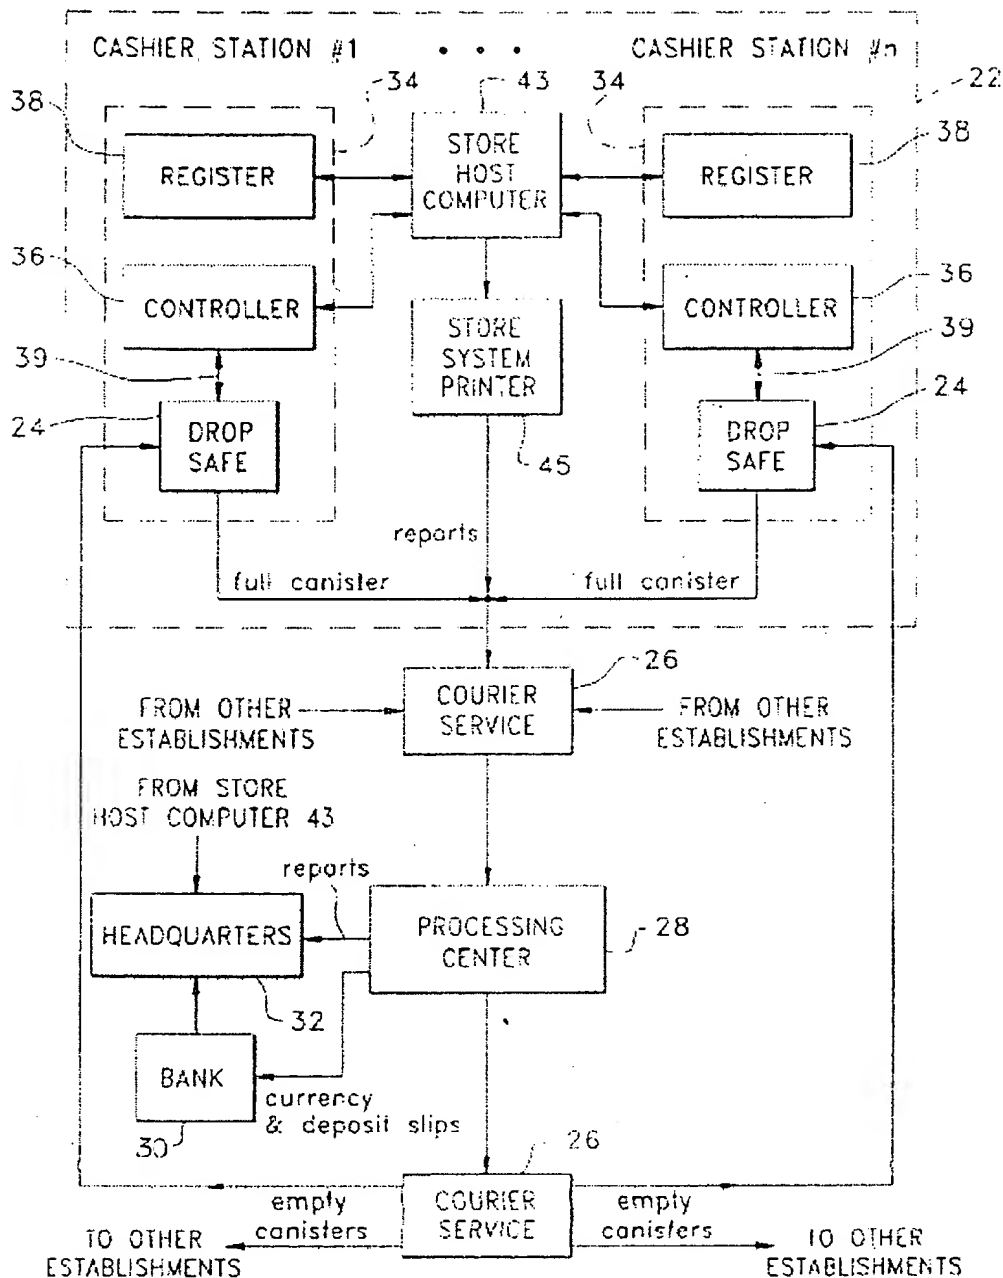 CASHIER STATION #1
• • •
CASHIER STATION #n
43
34
34
22
38
38
REGISTER
STORE
HOST
COMPUTER
REGISTER
36
36
CONTROLLER
CONTROLLER
39
39
STORE
SYSTEM
PRINTER
24
24
DROP
SAFE
DROP
SAFE
45
reports
full canister
full canister
26
FROM OTHER
ESTABLISHMENTS
COURIER
SERVICE
FROM OTHER
ESTABLISHMENTS
FROM STORE
HOST COMPUTER 43
reports
HEADQUARTERS
PROCESSING
CENTER
28
32
BANK
30
currency
& deposit slips
26
empty
canisters
COURIER
SERVICE
empty
canisters
TO OTHER
ESTABLISHMENTS
TO OTHER
ESTABLISHMENTS